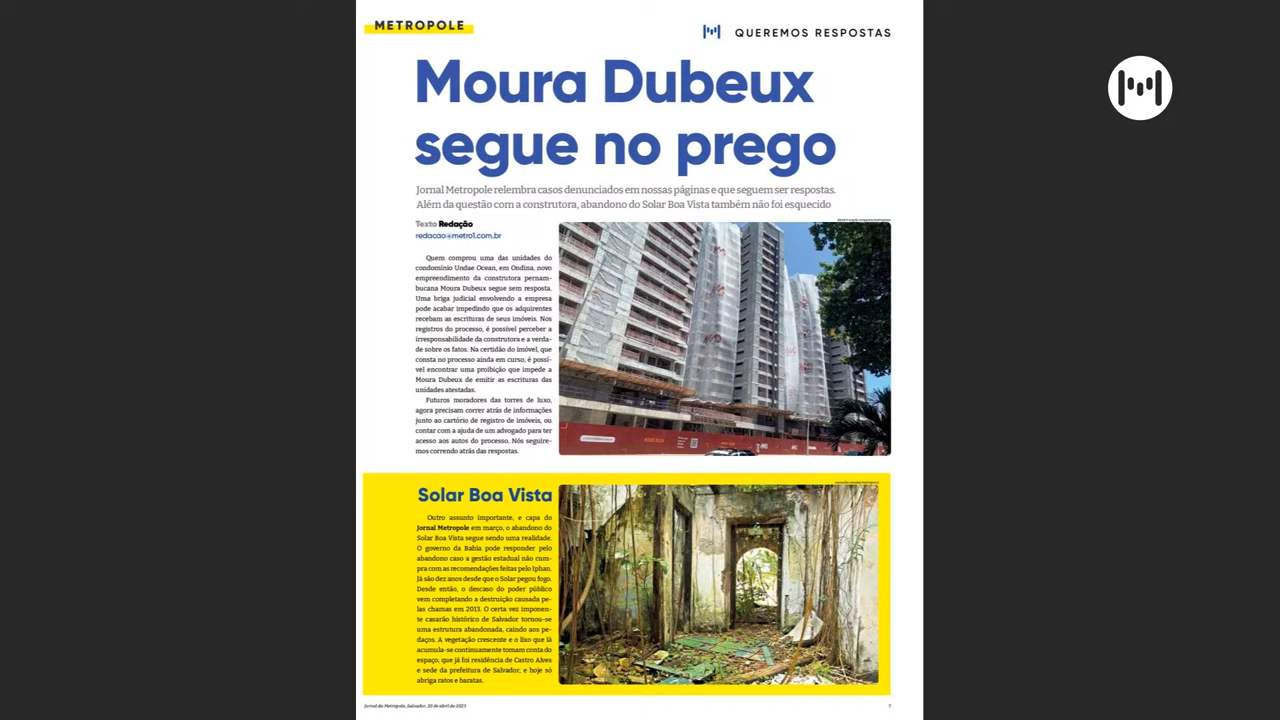 METROPOLE
QUEREMOS RESPOSTAS
Moura Dubeux
segue no prego
Jornal Metropole relembra casos denunciados em nossas páginas e que seguem ser respostas.
Além da questão com a construtora, abandono do Solar Boa Vista também não foi esquecido
Texto Redação
redacao@metro1.com.br
Quem comprou uma das unidades do
condomínio Undae Ocean, em Ondina, novo
empreendimento da construtora pernam-
bucana Moura Dubeux segue sem resposta.
Uma briga judicial envolvendo a empresa
pode acabar impedindo que os adquirentes
recebam as escrituras de seus imóveis. Nos
registros do processo, é possível perceber a
irresponsabilidade da construtora e a verda-
de sobre os fatos. Na certidão do imóvel, que
consta no processo ainda em curso, é possí-
vel encontrar uma proibição que impede a
Moura Dubeux de emitir as escrituras das
unidades atestadas.
Futuros moradores das torres de luxo,
agora precisam correr atrás de informações
junto ao cartório de registro de imóveis, ou
contar com a ajuda de um advogado para ter
acesso aos autos do processo. Nós seguire-
mos correndo atrás das respostas.
Solar Boa Vista
Outro assunto importante, e capa do
Jornal Metropole em março, o abandono do
Solar Boa Vista segue sendo uma realidade.
O governo da Bahia pode responder pelo
abandono caso a gestão estadual não cum-
pra com as recomendações feitas pelo Iphan.
Já são dez anos desde que o Solar pegou fogo.
Desde então, o descaso do poder público
vem completando a destruição causada pe-
las chamas em 2013. O certa vez imponen-
te casarão histórico de Salvador tornou-se
uma estrutura abandonada, caindo aos pe-
daços. A vegetação crescente e o lixo que lá
acumula-se continuamente tomam conta do
espaço, que já foi residência de Castro Alves
e sede da prefeitura de Salvador, e hoje só
abriga ratos e baratas.
Jornal da Metropole, Salvador, 20 de abril de 2023